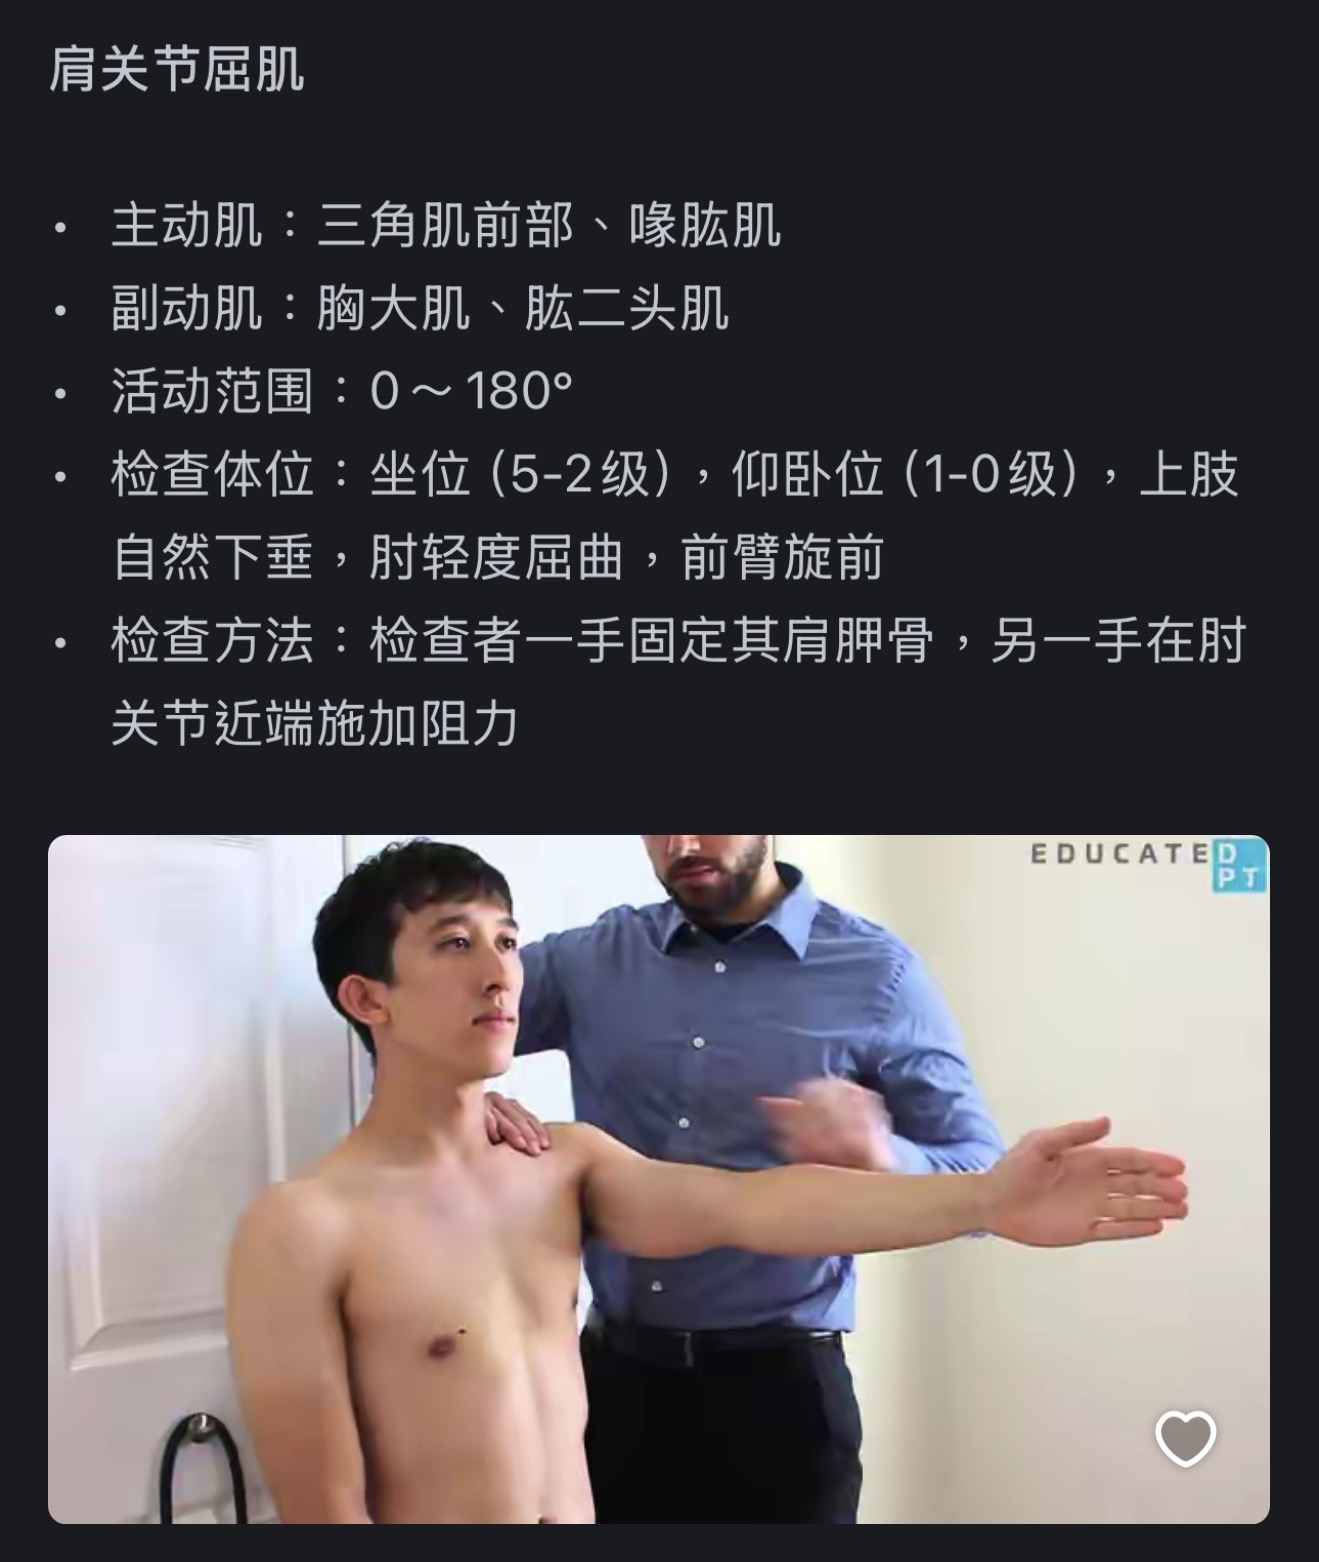 肩关节屈肌
• 主动肌：三角肌前部、喙肱肌
• 副动肌：胸大肌、肱二头肌
• 活动范围：0～180°
• 检查体位：坐位 (5-2级)，仰卧位 (1-0级)，上肢
自然下垂，肘轻度屈曲，前臂旋前
• 检查方法：检查者一手固定其肩胛骨，另一手在肘
关节近端施加阻力
EDUCATED
PT